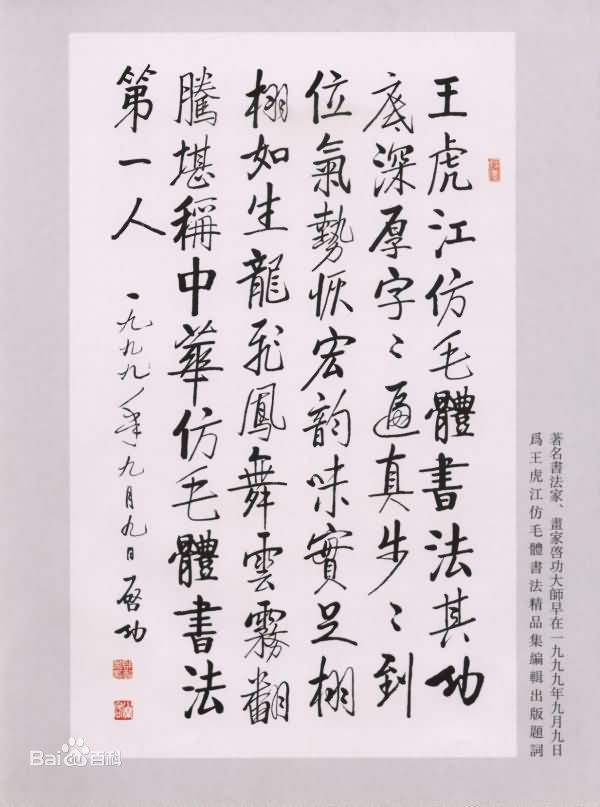 王虎江仿毛體書法其功
底深厚字〻逼真步〻到
位氣勢恢宏韵味實足栩
栩如生龍飛鳳舞雲霧翻
騰堪稱中華仿毛體書法
第一人
一九九九年九月九日 啓功
著名書法家、畫家啓功大師早在一九九九年九月九日
爲王虎江仿毛體書法精品集編輯出版題詞
Bai百科